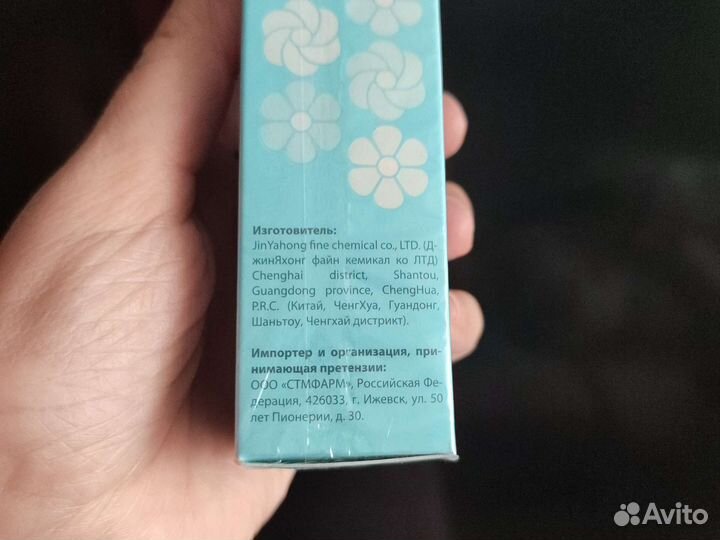 Изготовитель:
JinYahong fine chemical co., LTD. (Д-
жинЯхонг файн кемикал ко ЛТД)
Chenghai district, Shantou,
Guangdong province, ChengHua,
P.R.C. (Китай, ЧенгХуа, Гуандонг,
Шаньтоу, Ченгхай дистрикт).
Импортер и организация, при-
нимающая претензии:
ООО «СТМФАРМ», Российская Фе-
дерация, 426033, г. Ижевск, ул. 50
лет Пионерии, д. 30.
Avito